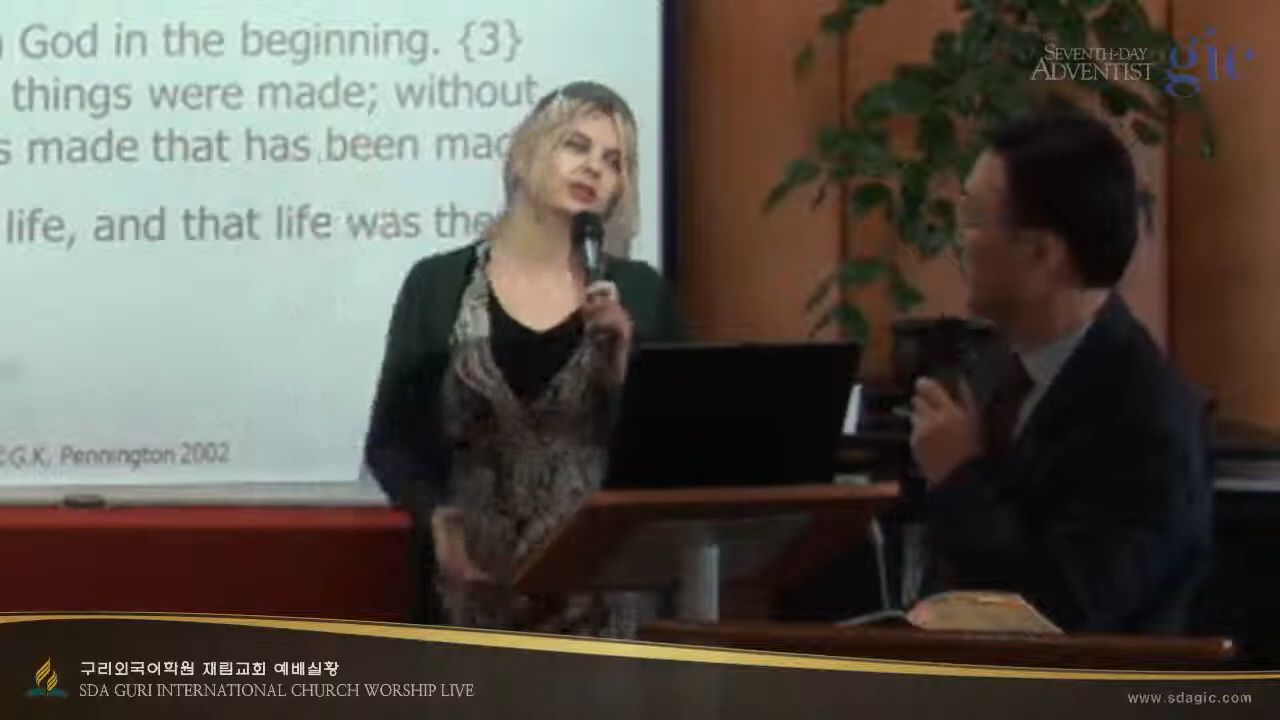 God in the beginning. {3}
things were made; without
made that has been
life, and that life was
©G.K. Pennington 2002
SEVENTH-DAY
ADVENTIST
gic
구리외국어학원 재림교회 예배실황
SDA GURI INTERNATIONAL CHURCH WORSHIP LIVE
www.sdagic.com